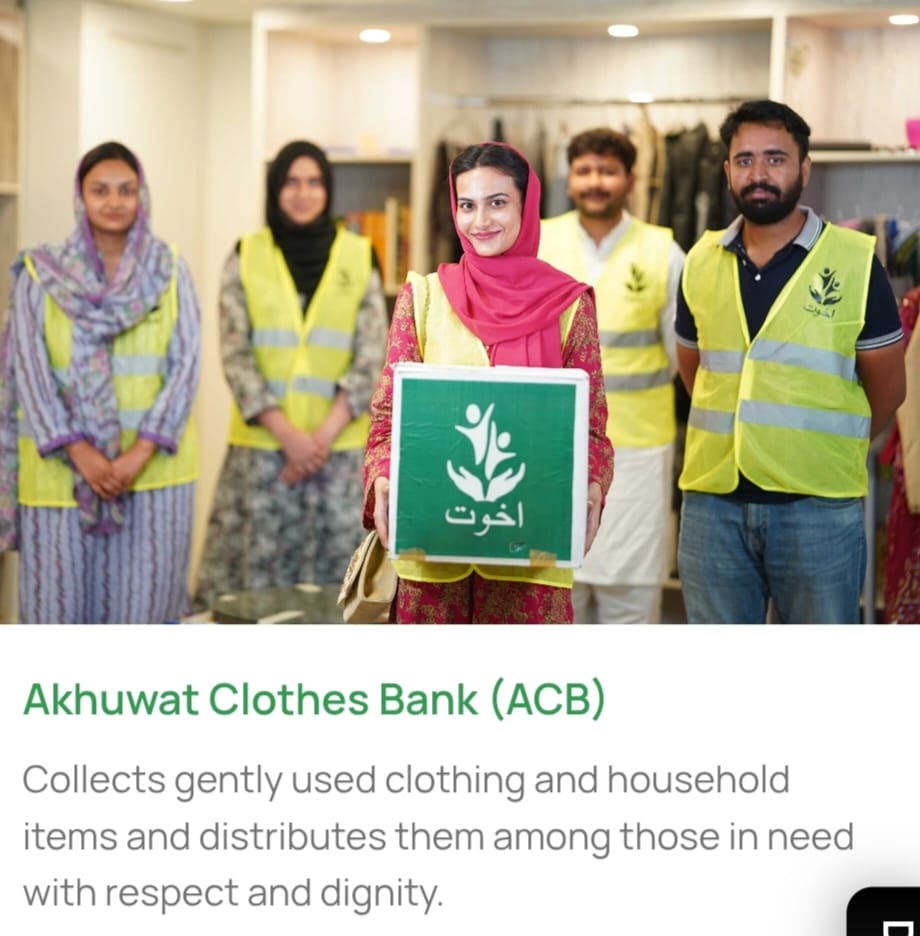 اخوت
اخوت
Akhuwat Clothes Bank (ACB)
Collects gently used clothing and household
items and distributes them among those in need
with respect and dignity.